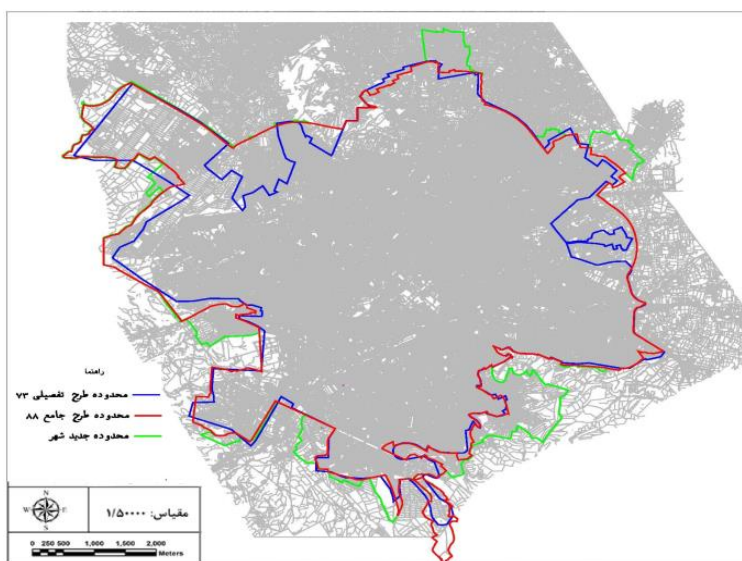 راهنما
محدوده طرح تفصیلی ۷۳
محدوده طرح جامع ۸۸
محدوده جدید شهر
N
W E
S
مقیاس: ۱/۵۰۰۰۰
0 250 500 1,000 1,500 2,000
Meters